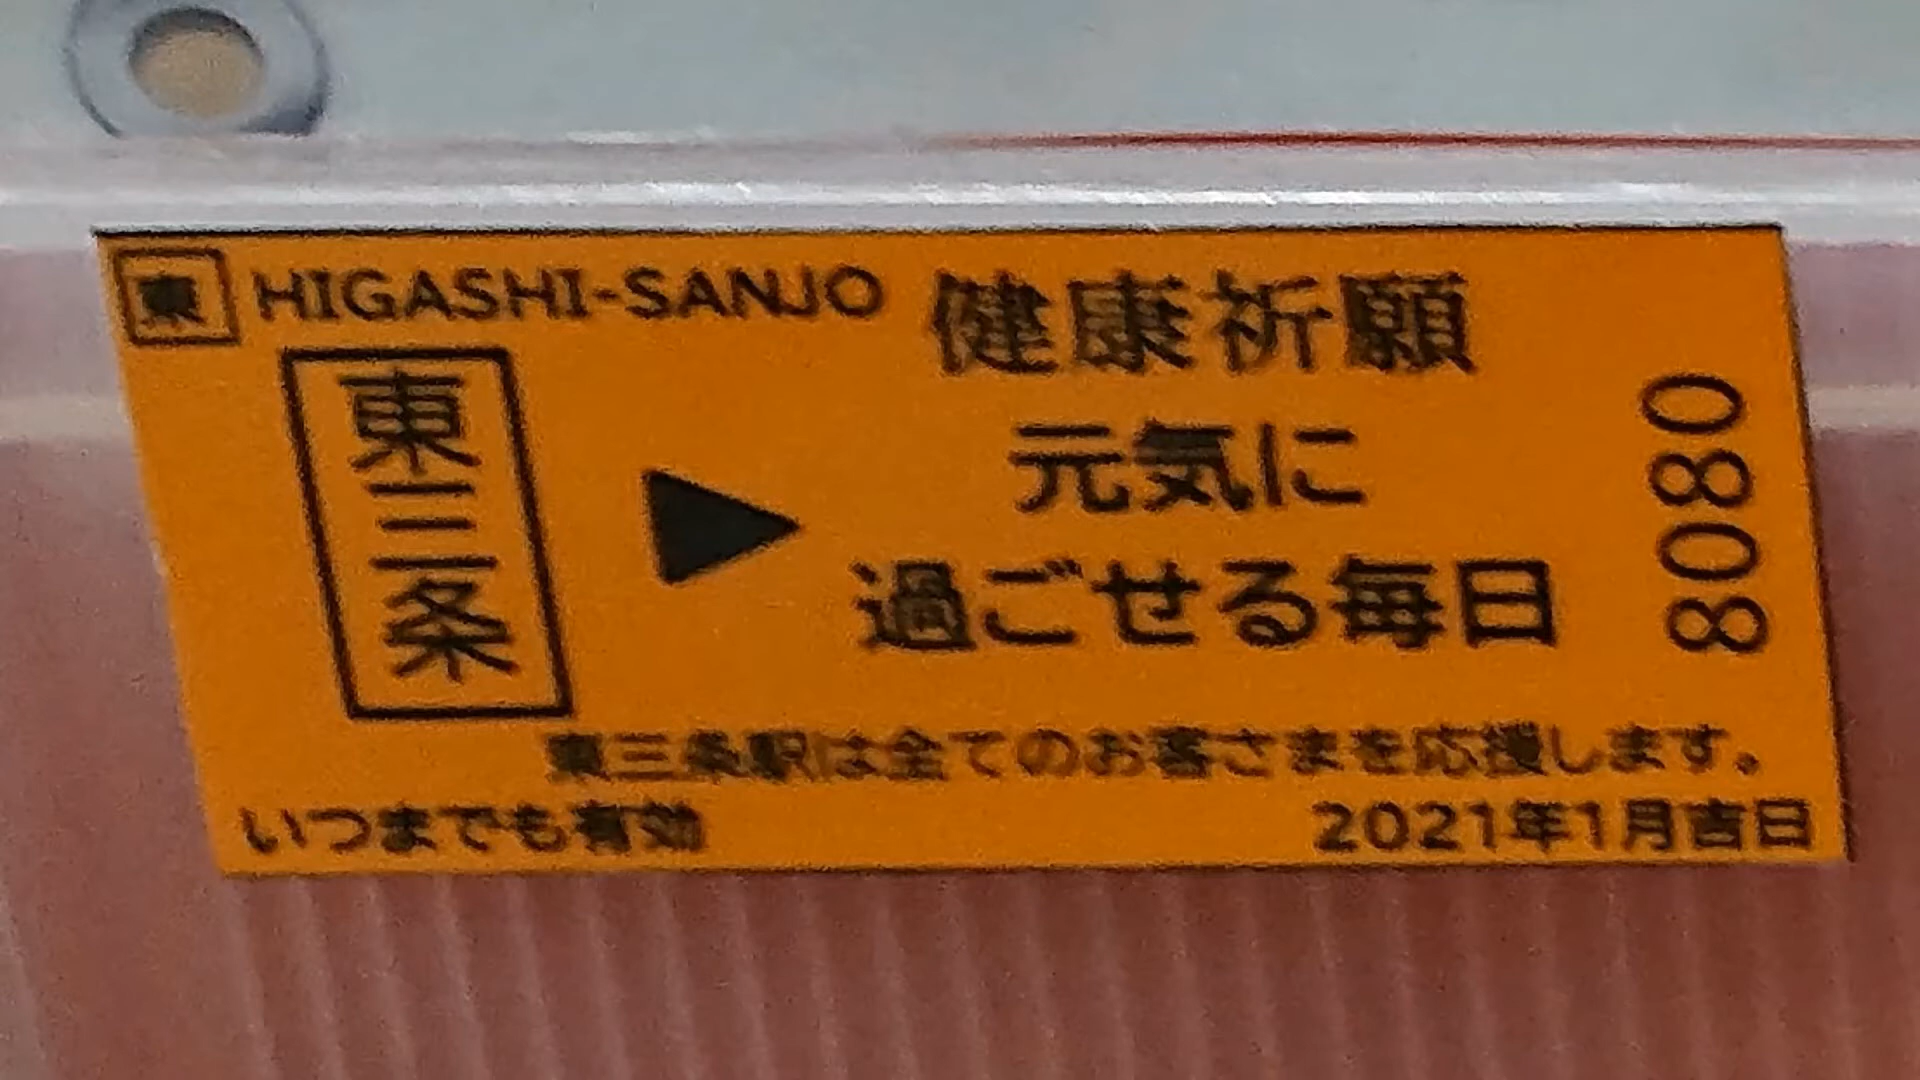 東 HIGASHI-SANJO
健康祈願
東三条
▶
元気に
過ごせる毎日
8080
東三条駅は全てのお客さまを応援します。
いつまでも有効
2021年1月吉日